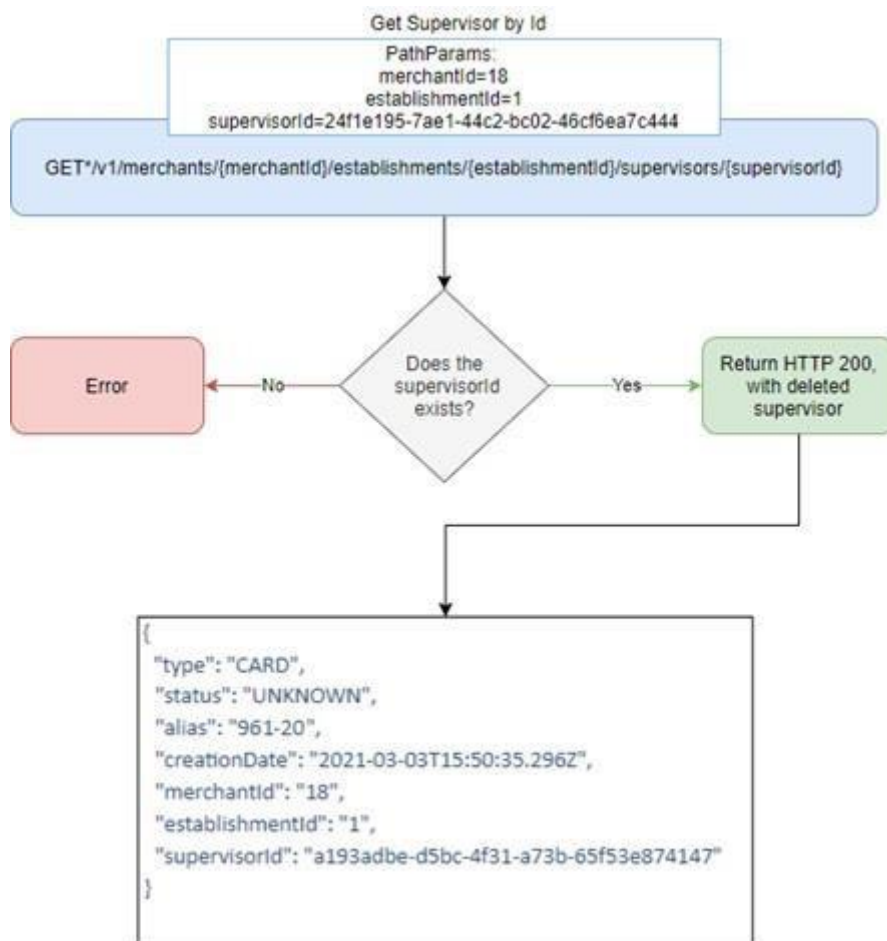 Get Supervisor by Id
PathParams:
merchantId=18
establishmentId=1
supervisorId=24f1e195-7ae1-44c2-bc02-46cf6ea7c444
GET*/v1/merchants/{merchantId}/establishments/{establishmentId}/supervisors/{supervisorId}
Does the
supervisorId
exists?
No
Error
Yes
Return HTTP 200,
with deleted
supervisor
{
"type": "CARD",
"status": "UNKNOWN",
"alias": "961-20",
"creationDate": "2021-03-03T15:50:35.296Z",
"merchantId": "18",
"establishmentId": "1",
"supervisorId": "a193adbe-d5bc-4f31-a73b-65f53e874147"
}